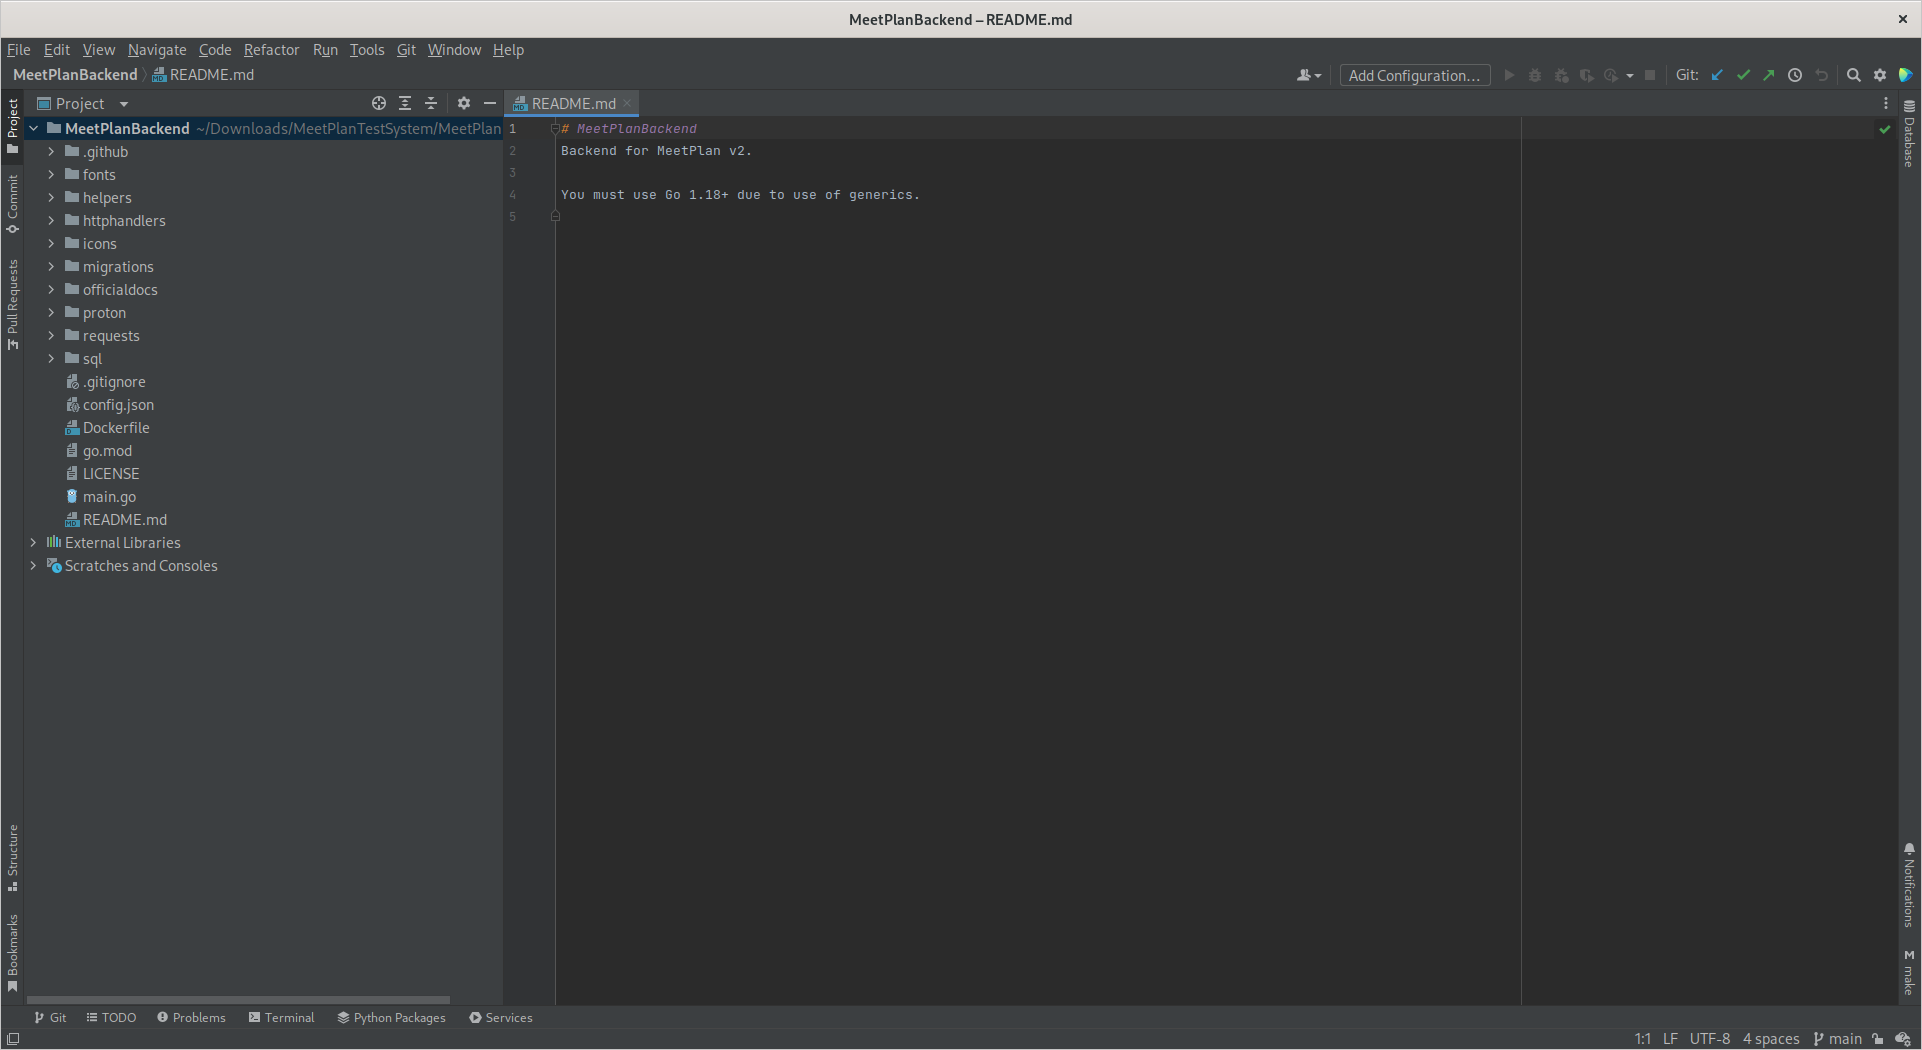 MeetPlanBackend – README.md
File Edit View Navigate Code Refactor Run Tools Git Window Help
MeetPlanBackend README.md
Add Configuration...
Git:
Project
Commit
Pull Requests
Structure
Bookmarks
Project
MeetPlanBackend ~/Downloads/MeetPlanTestSystem/MeetPlan
.github
fonts
helpers
httphandlers
icons
migrations
officialdocs
proton
requests
sql
.gitignore
config.json
Dockerfile
go.mod
LICENSE
main.go
README.md
External Libraries
Scratches and Consoles
README.md
1 # MeetPlanBackend
2 Backend for MeetPlan v2.
3
4 You must use Go 1.18+ due to use of generics.
5
Database
Notifications
M make
Git TODO Problems Terminal Python Packages Services
1:1 LF UTF-8 4 spaces main